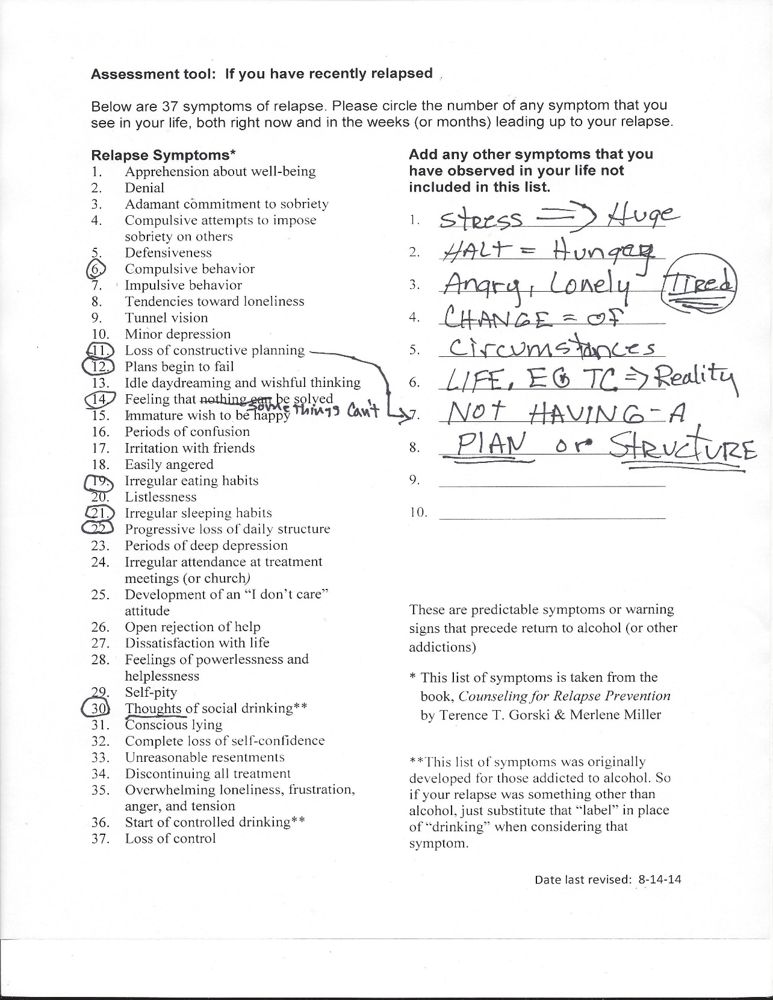 Assessment tool: If you have recently relapsed
Below are 37 symptoms of relapse. Please circle the number of any symptom that you
see in your life, both right now and in the weeks (or months) leading up to your relapse.
Relapse Symptoms*
1. Apprehension about well-being
2. Denial
3. Adamant commitment to sobriety
4. Compulsive attempts to impose
sobriety on others
5. Defensiveness
6. Compulsive behavior
7. Impulsive behavior
8. Tendencies toward loneliness
9. Tunnel vision
10. Minor depression
11. Loss of constructive planning
12. Plans begin to fail
13. Idle daydreaming and wishful thinking
14. Feeling that nothing can be solved
some things can't
15. Immature wish to be happy
16. Periods of confusion
17. Irritation with friends
18. Easily angered
19. Irregular eating habits
20. Listlessness
21. Irregular sleeping habits
22. Progressive loss of daily structure
23. Periods of deep depression
24. Irregular attendance at treatment
meetings (or church)
25. Development of an “I don’t care”
attitude
26. Open rejection of help
27. Dissatisfaction with life
28. Feelings of powerlessness and
helplessness
29. Self-pity
30. Thoughts of social drinking**
31. Conscious lying
32. Complete loss of self-confidence
33. Unreasonable resentments
34. Discontinuing all treatment
35. Overwhelming loneliness, frustration,
anger, and tension
36. Start of controlled drinking**
37. Loss of control
Add any other symptoms that you
have observed in your life not
included in this list.
1. Stress => Huge
2. HALT = Hungry
3. Angry, Lonely Tired
4. CHANGE = OF
5. Circumstances
6. LIFE, EG TC => Reality
7. NOT HAVING - A
8. PLAN or STRUCTURE
9.
10.
These are predictable symptoms or warning
signs that precede return to alcohol (or other
addictions)
* This list of symptoms is taken from the
book, Counseling for Relapse Prevention
by Terence T. Gorski & Merlene Miller
**This list of symptoms was originally
developed for those addicted to alcohol. So
if your relapse was something other than
alcohol, just substitute that “label” in place
of “drinking” when considering that
symptom.
Date last revised: 8-14-14